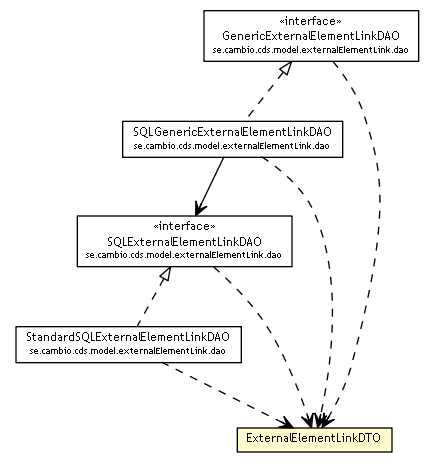 «interface»
GenericExternalElementLinkDAO
se.cambio.cds.model.externalElementLink.dao
SQLGenericExternalElementLinkDAO
se.cambio.cds.model.externalElementLink.dao
«interface»
SQLExternalElementLinkDAO
se.cambio.cds.model.externalElementLink.dao
StandardSQLExternalElementLinkDAO
se.cambio.cds.model.externalElementLink.dao
ExternalElementLinkDTO